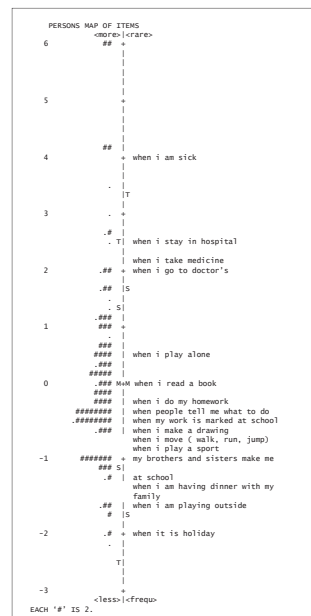 PERSONS MAP OF ITEMS
<more>|<rare>
6 ## +
|
|
|
|
|
5 +
|
|
|
|
## |
4 + when i am sick
|
. |
|T
|
3 . +
|
.# |
. T| when i stay in hospital
|
| when i take medicine
2 .## + when i go to doctor's
|
.## |S
. |
. S|
.### |
1 ### +
. |
### |
#### | when i play alone
.### |
##### |
0 .### M+M when i read a book
#### |
#### | when i do my homework
######## | when people tell me what to do
.######## | when my work is marked at school
.### | when i make a drawing
when i move ( walk, run, jump)
when i play a sport
-1 ####### + my brothers and sisters make me
### S|
.# | at school
when i am having dinner with my
family
.## | when i am playing outside
# |S
|
-2 .# + when it is holiday
. |
|
T|
|
|
-3 +
<less>|<frequ>
EACH '#' IS 2.